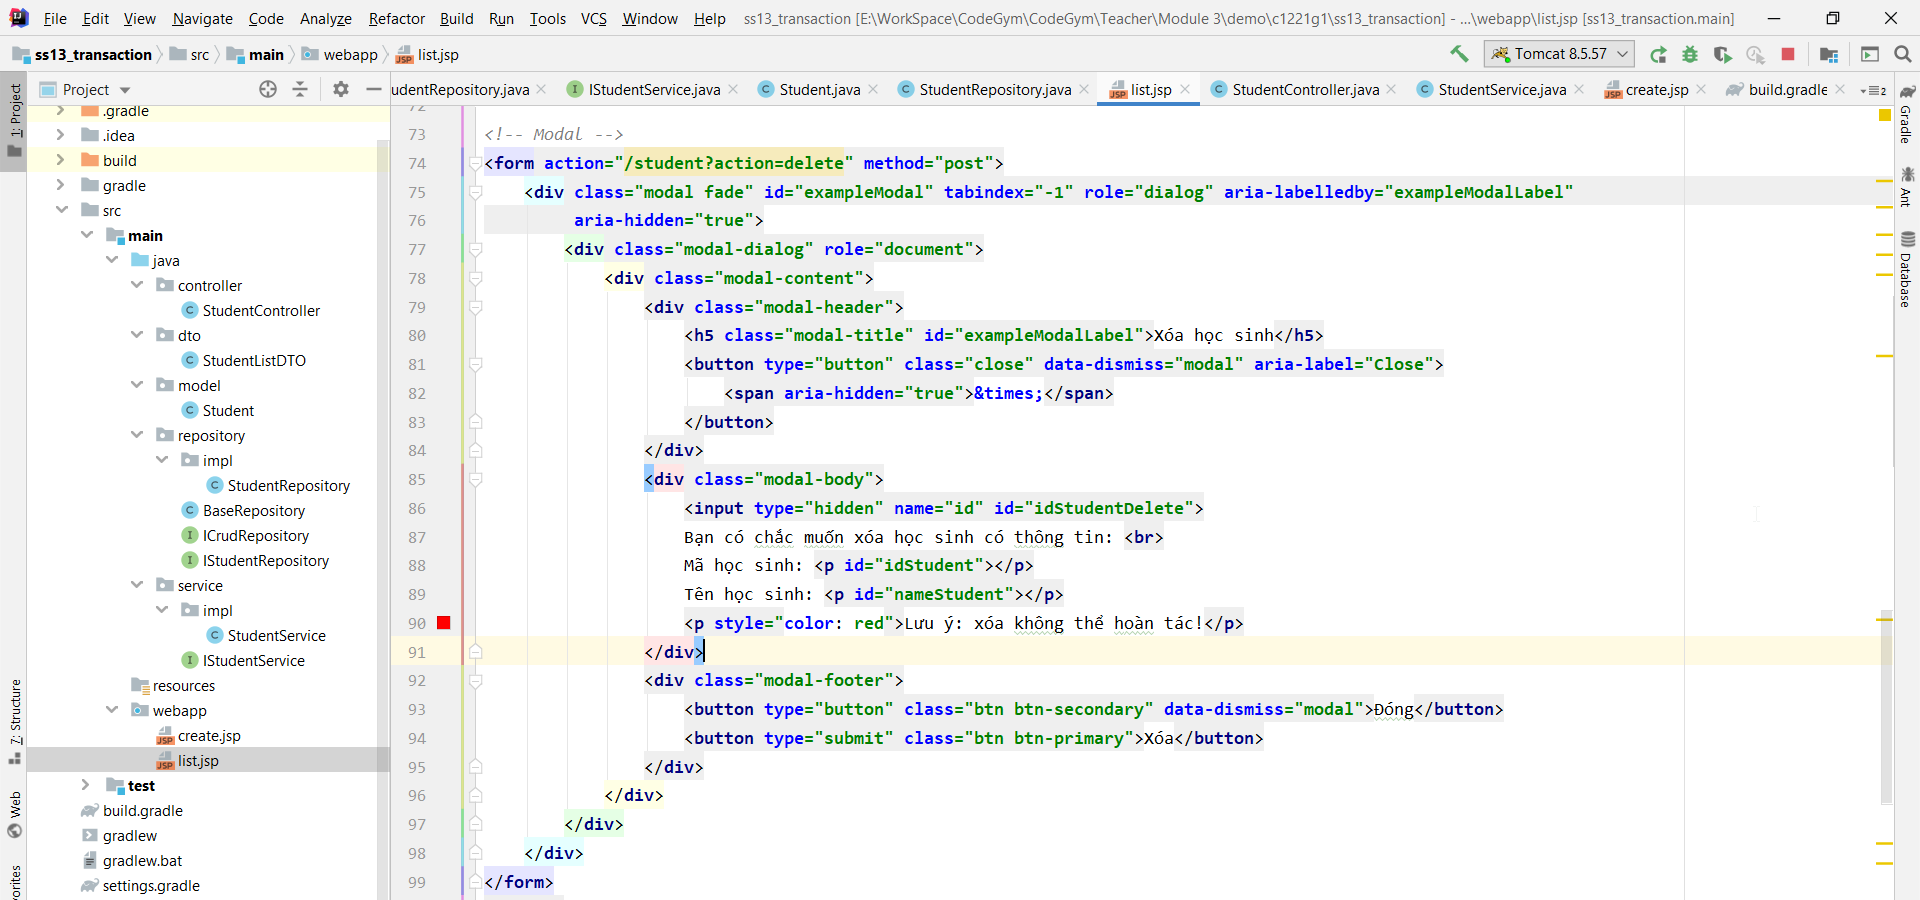 File Edit View Navigate Code Analyze Refactor Build Run Tools VCS Window Help ss13_transaction [E:\WorkSpace\CodeGym\CodeGym\Teacher\Module 3\demo\c1221g1\ss13_transaction] - ...\webapp\list.jsp [ss13_transaction.main]
ss13_transaction src main webapp list.jsp Tomcat 8.5.57
Project udentRepository.java IStudentService.java Student.java StudentRepository.java list.jsp StudentController.java StudentService.java create.jsp build.gradle 2
1: Project
7: Structure
Web
vorites
.gradle
.idea
build
gradle
src
main
java
controller
StudentController
dto
StudentListDTO
model
Student
repository
impl
StudentRepository
BaseRepository
ICrudRepository
IStudentRepository
service
impl
StudentService
IStudentService
resources
webapp
create.jsp
list.jsp
test
build.gradle
gradlew
gradlew.bat
settings.gradle
72
73 <!-- Modal -->
74 <form action="/student?action=delete" method="post">
75 <div class="modal fade" id="exampleModal" tabindex="-1" role="dialog" aria-labelledby="exampleModalLabel"
76 aria-hidden="true">
77 <div class="modal-dialog" role="document">
78 <div class="modal-content">
79 <div class="modal-header">
80 <h5 class="modal-title" id="exampleModalLabel">Xóa học sinh</h5>
81 <button type="button" class="close" data-dismiss="modal" aria-label="Close">
82 <span aria-hidden="true">&times;</span>
83 </button>
84 </div>
85 <div class="modal-body">
86 <input type="hidden" name="id" id="idStudentDelete">
87 Bạn có chắc muốn xóa học sinh có thông tin: <br>
88 Mã học sinh: <p id="idStudent"></p>
89 Tên học sinh: <p id="nameStudent"></p>
90 <p style="color: red">Lưu ý: xóa không thể hoàn tác!</p>
91 </div>
92 <div class="modal-footer">
93 <button type="button" class="btn btn-secondary" data-dismiss="modal">Đóng</button>
94 <button type="submit" class="btn btn-primary">Xóa</button>
95 </div>
96 </div>
97 </div>
98 </div>
99 </form>
Gradle
Ant
Database